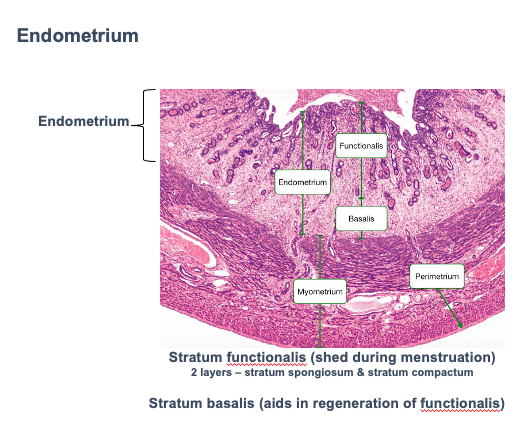 Endometrium
Endometrium
Functionalis
Endometrium
Basalis
Perimetrium
Myometrium
Stratum functionalis (shed during menstruation)
2 layers – stratum spongiosum & stratum compactum
Stratum basalis (aids in regeneration of functionalis)